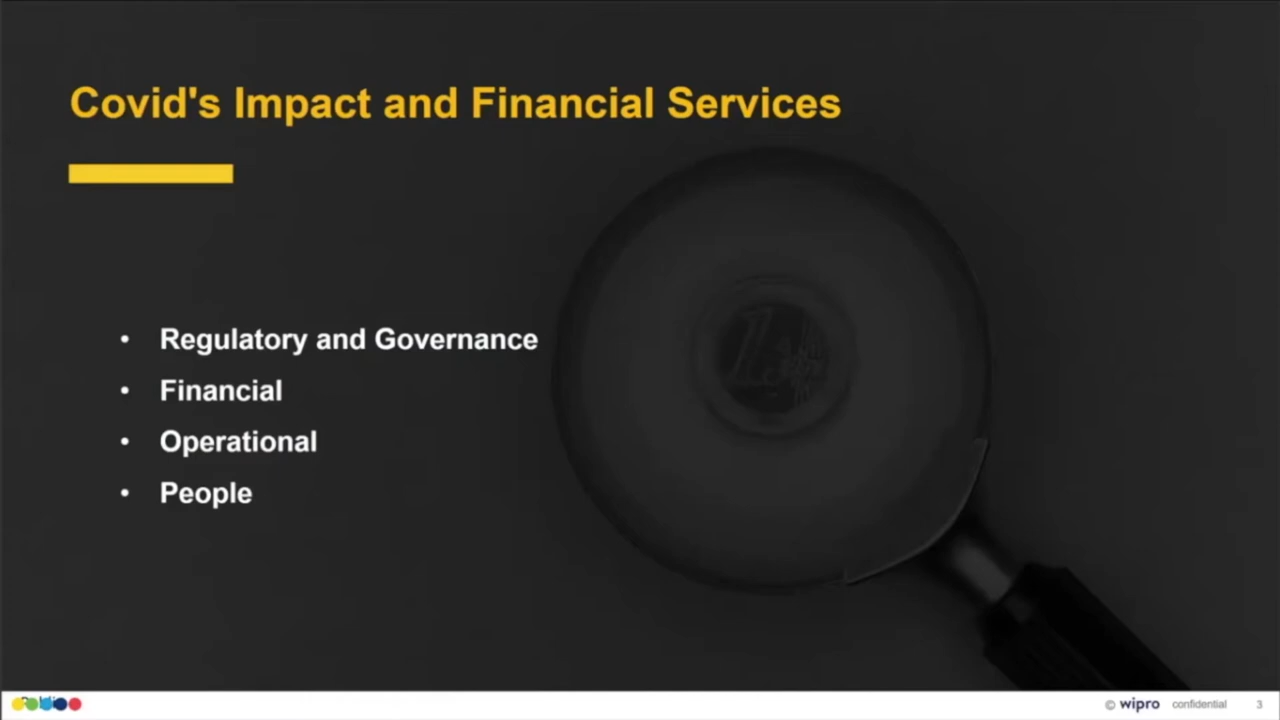 Covid's Impact and Financial Services
• Regulatory and Governance
• Financial
• Operational
• People
© wipro confidential 3